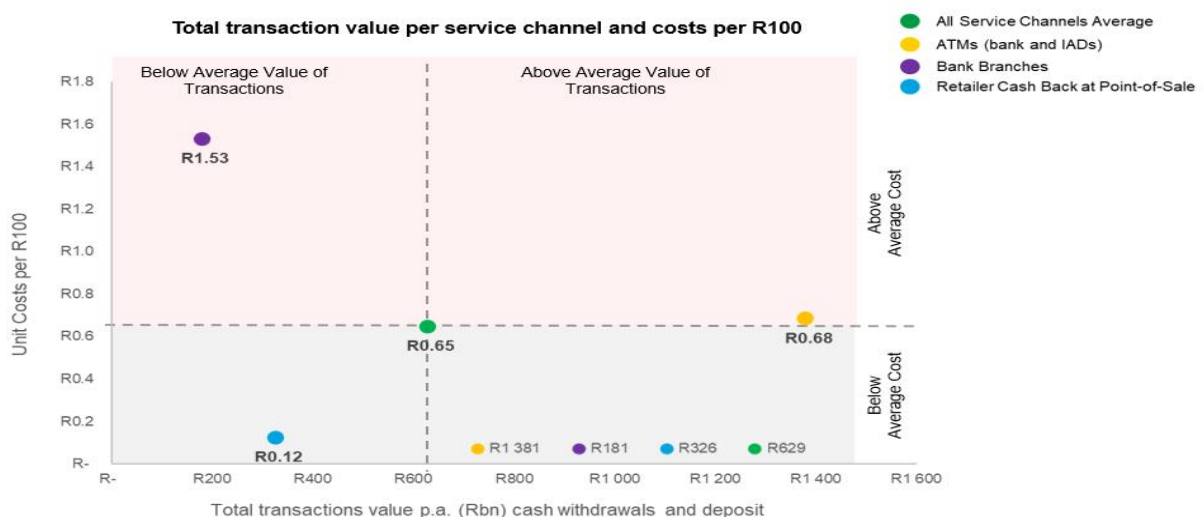 Total transaction value per service channel and costs per R100
All Service Channels Average
ATMs (bank and IADs)
Bank Branches
Retailer Cash Back at Point-of-Sale
Below Average Value of
Transactions
Above Average Value of
Transactions
Unit Costs per R100
R1.8
R1.6
R1.4
R1.2
R1.0
R0.8
R0.6
R0.4
R0.2
R-
R1.53
R0.65
R0.68
R0.12
Above
Average Cost
Below
Average Cost
R1 381
R181
R326
R629
R-
R200
R400
R600
R800
R1 000
R1 200
R1 400
R1 600
Total transactions value p.a. (Rbn) cash withdrawals and deposit